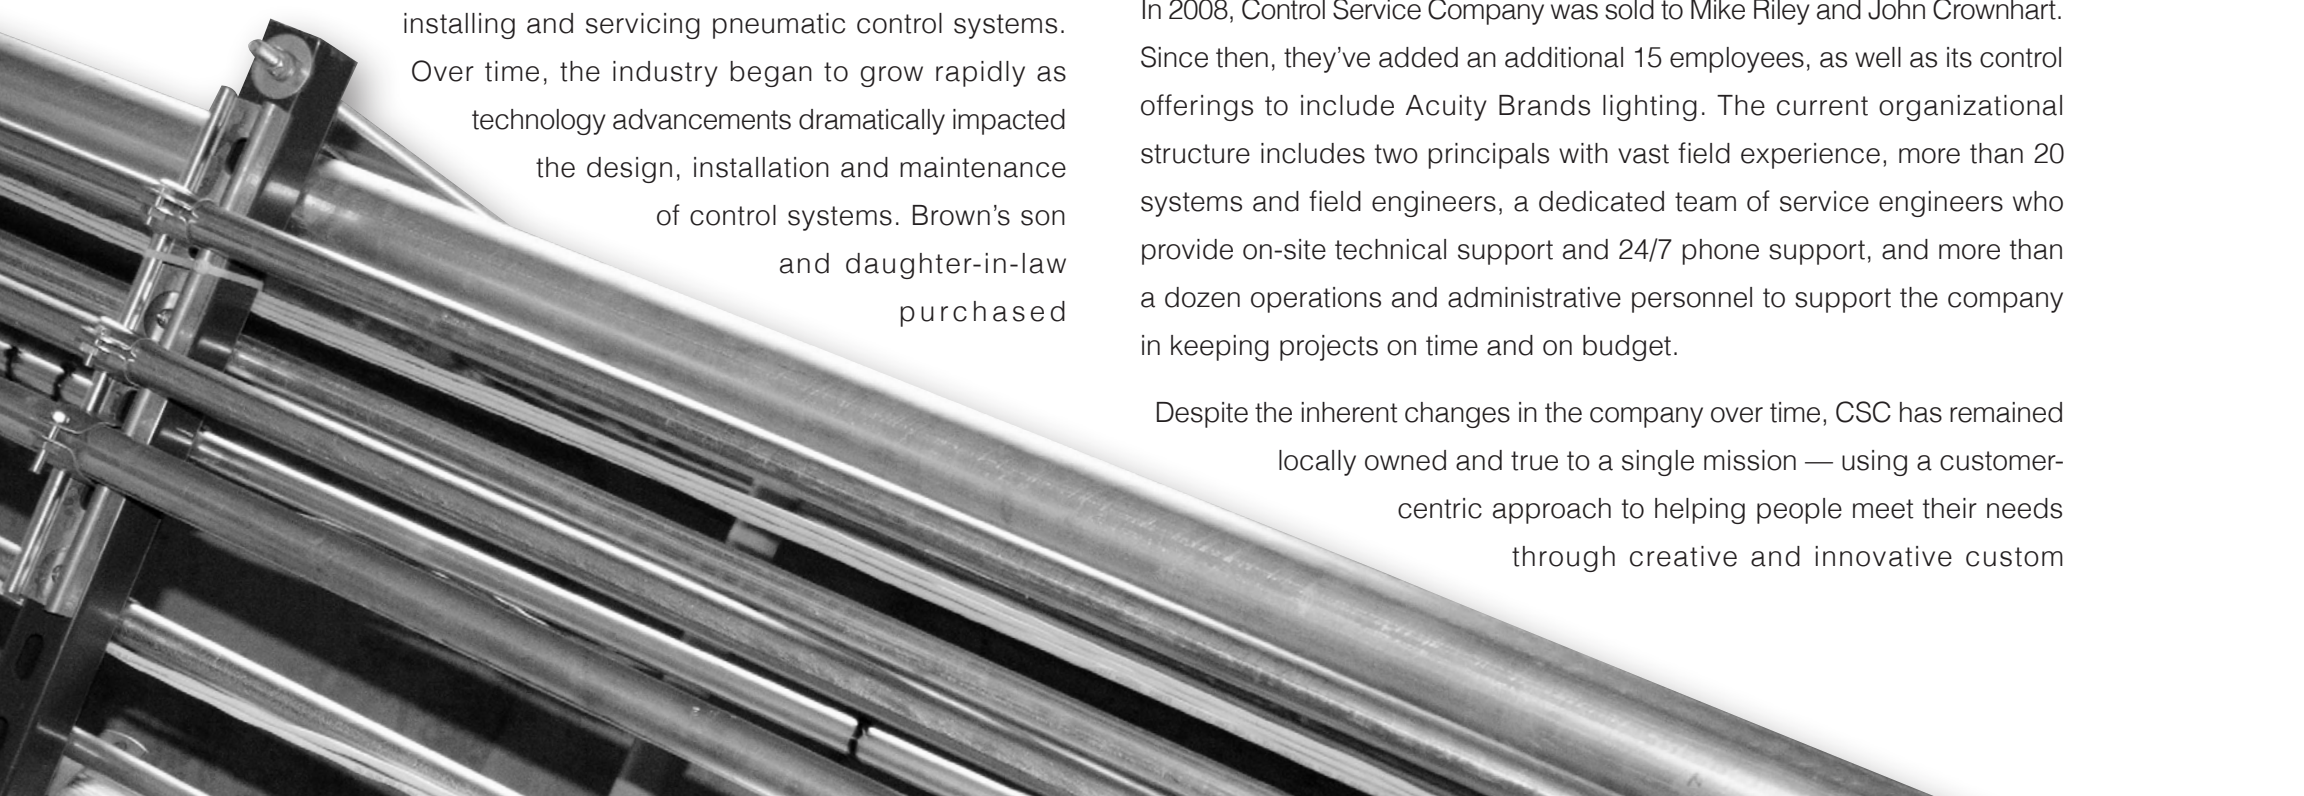 installing and servicing pneumatic control systems.
Over time, the industry began to grow rapidly as
technology advancements dramatically impacted
the design, installation and maintenance
of control systems. Brown’s son
and daughter-in-law
purchased
In 2008, Control Service Company was sold to Mike Riley and John Crownhart.
Since then, they’ve added an additional 15 employees, as well as its control
offerings to include Acuity Brands lighting. The current organizational
structure includes two principals with vast field experience, more than 20
systems and field engineers, a dedicated team of service engineers who
provide on-site technical support and 24/7 phone support, and more than
a dozen operations and administrative personnel to support the company
in keeping projects on time and on budget.
Despite the inherent changes in the company over time, CSC has remained
locally owned and true to a single mission — using a customer-
centric approach to helping people meet their needs
through creative and innovative custom